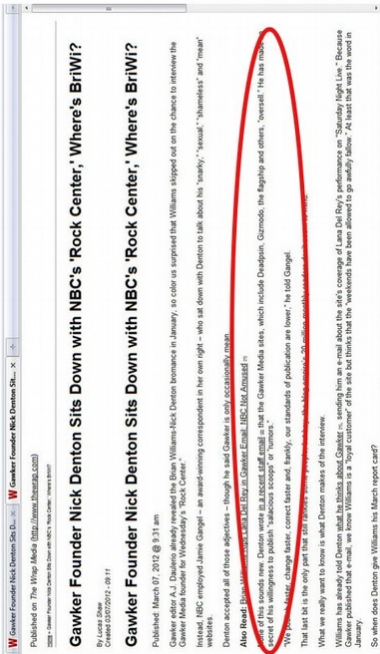 Gawker Founder Nick Denton Sits D... ×
Gawker Founder Nick Denton Sit... ×
Published on The Wrap Media (http://www.thewrap.com)
Home > Gawker Founder Nick Denton Sits Down with NBC's 'Rock Center,' Where's BriWi?
Gawker Founder Nick Denton Sits Down with NBC's 'Rock Center,' Where's BriWi?
By Lucas Shaw
Created 03/07/2012 - 09:11
Gawker Founder Nick Denton Sits Down with NBC's 'Rock Center,' Where's BriWi?
Published: March 07, 2012 @ 9:31 am
Gawker editor A.J. Daulerio already revealed the Brian Williams-Nick Denton bromance in January, so color us surprised that Williams skipped out on the chance to interview the
Gawker Media founder for Wednesday's "Rock Center."
Instead, NBC employed Jamie Gangel – an award-winning correspondent in her own right – who sat down with Denton to talk about his "snarky," "sexual," "shameless" and "mean"
websites.
Denton accepted all of those adjectives – though he said Gawker is only occasionally mean.
Also Read: Brian Lana Del Rey in Gawker Email: NBC Not Amused
of this sounds new. Denton wrote in a recent staff email that the Gawker Media sites, which include Deadspin, Gizmodo, the flagship and others, "oversell." He has made
secret of his willingness to publish "salacious scoops" or "rumors."
"We faster, change faster, correct faster and, frankly, our standards of publication are lower," he told Gangel.
That last bit is the only part that
What we really want to know is what Denton makes of the interview.
Williams has already told Denton what he thinks about Gawker, sending him an e-mail about the site's coverage of Lana Del Rey's performance on "Saturday Night Live." Because
Gawker published that e-mail, we know Williams is a "loyal customer" of the site but thinks that the "weekends have been allowed to go awfully fallow." At least that was the word in
January.
So when does Denton give Williams his March report card?